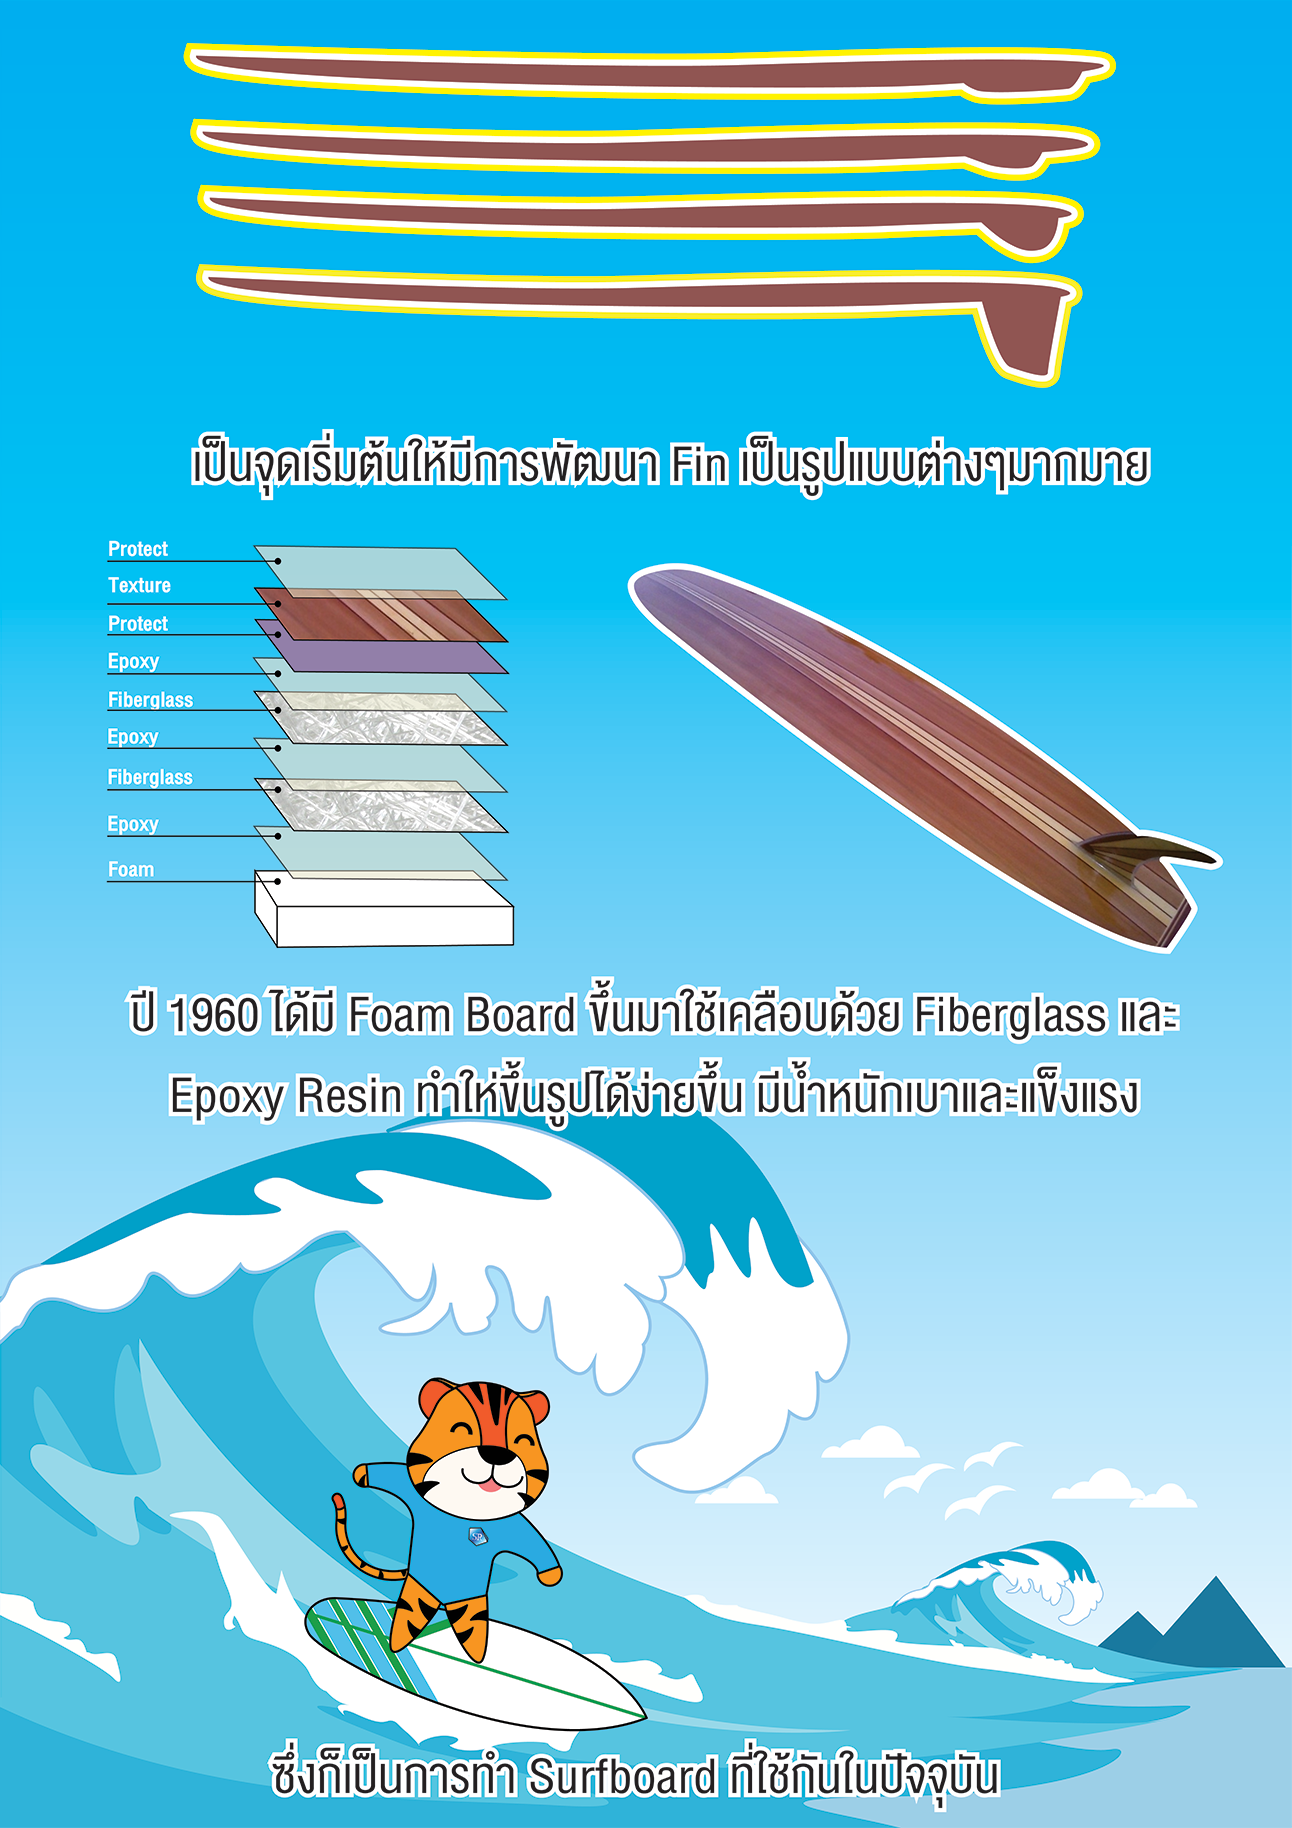 เป็นจุดเริ่มต้นให้มีการพัฒนา Fin เป็นรูปแบบต่างๆมากมาย
Protect
Texture
Protect
Epoxy
Fiberglass
Epoxy
Fiberglass
Epoxy
Foam
ปี 1960 ได้มี Foam Board ขึ้นมาใช้เคลือบด้วย Fiberglass และ
Epoxy Resin ทำให่ขึ้นรูปได้ง่ายขึ้น มีน้ำหนักเบาและแข็งแรง
ซึ่งก็เป็นการทำ Surfboard ที่ใช้กันในปัจจุบัน